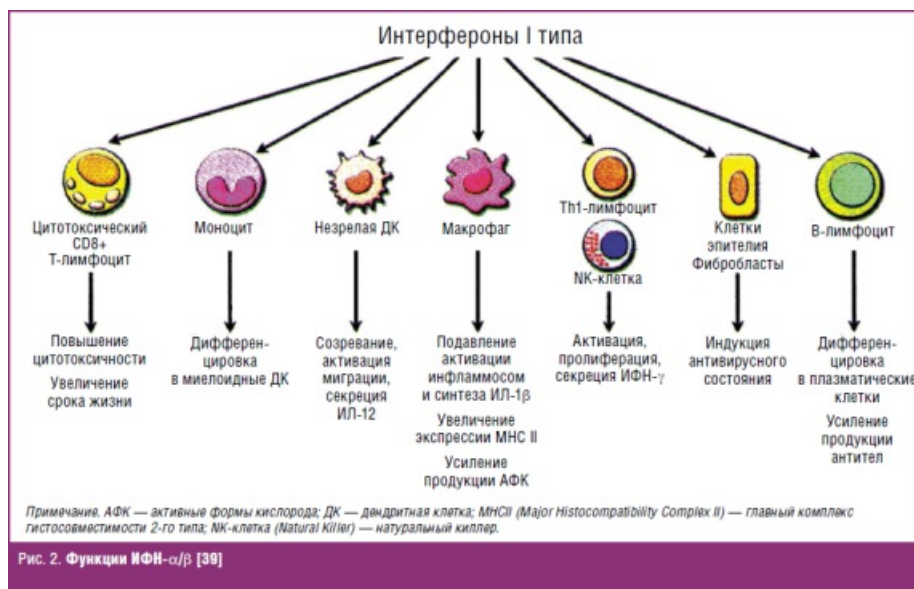 Интерфероны I типа
Цитотоксический
CD8+
Т-лимфоцит
Моноцит
Незрелая ДК
Макрофаг
Th1-лимфоцит
NK-клетка
Клетки
эпителия
Фибробласты
В-лимфоцит
Повышение
цитотоксичности
Увеличение
срока жизни
Дифферен-
цировка
в миелоидные ДК
Созревание,
активация
миграции,
секреция
ИЛ-12
Подавление
активации
инфламмосом
и синтеза ИЛ-1β
Увеличение
экспрессии МНС II
Усиление
продукции АФК
Активация,
пролиферация,
секреция ИФН-γ
Индукция
антивирусного
состояния
Дифферен-
цировка
в плазматические
клетки
Усиление
продукции
антител
Примечание. АФК — активные формы кислорода; ДК — дендритная клетка; MHCII (Major Histocompatibility Complex II) — главный комплекс
гистосовместимости 2-го типа; NK-клетка (Natural Killer) — натуральный киллер.
Рис. 2. Функции ИФН-α/β [39]